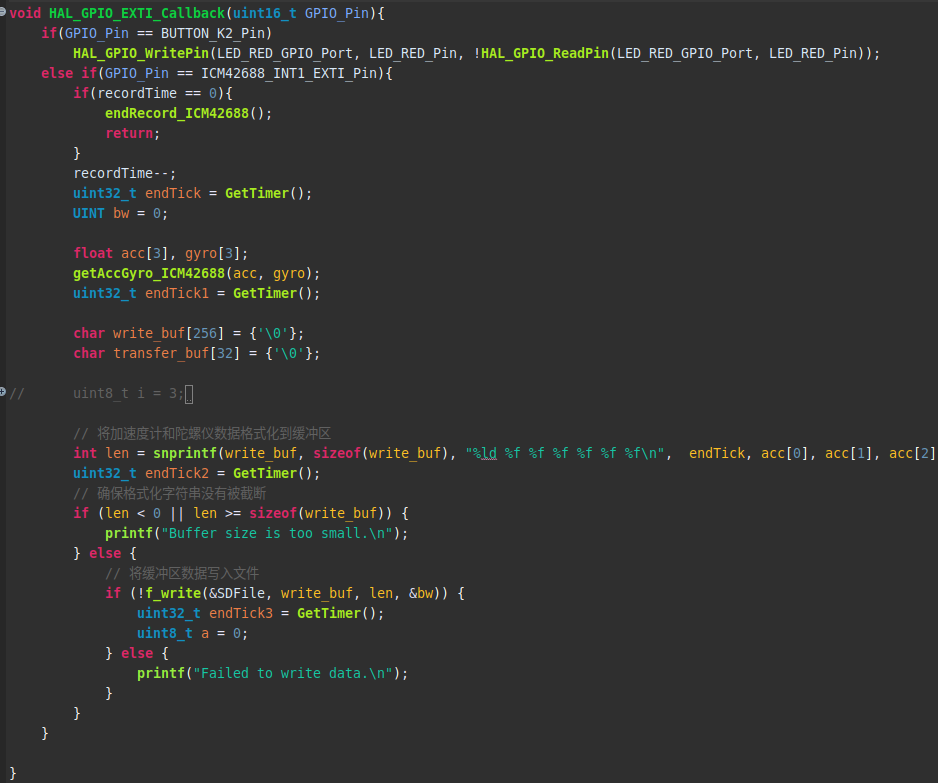 void HAL_GPIO_EXTI_Callback(uint16_t GPIO_Pin){
    if(GPIO_Pin == BUTTON_K2_Pin)
        HAL_GPIO_WritePin(LED_RED_GPIO_Port, LED_RED_Pin, !HAL_GPIO_ReadPin(LED_RED_GPIO_Port, LED_RED_Pin));
    else if(GPIO_Pin == ICM42688_INT1_EXTI_Pin){
        if(recordTime == 0){
            endRecord_ICM42688();
            return;
        }
        recordTime--;
        uint32_t endTick = GetTimer();
        UINT bw = 0;

        float acc[3], gyro[3];
        getAccGyro_ICM42688(acc, gyro);
        uint32_t endTick1 = GetTimer();

        char write_buf[256] = {'\0'};
        char transfer_buf[32] = {'\0'};

//      uint8_t i = 3;

        // 将加速度计和陀螺仪数据格式化到缓冲区
        int len = snprintf(write_buf, sizeof(write_buf), "%ld %f %f %f %f %f %f\n",  endTick, acc[0], acc[1], acc[2]
        uint32_t endTick2 = GetTimer();
        // 确保格式化字符串没有被截断
        if (len < 0 || len >= sizeof(write_buf)) {
            printf("Buffer size is too small.\n");
        } else {
            // 将缓冲区数据写入文件
            if (!f_write(&SDFile, write_buf, len, &bw)) {
                uint32_t endTick3 = GetTimer();
                uint8_t a = 0;
            } else {
                printf("Failed to write data.\n");
            }
        }
    }

}